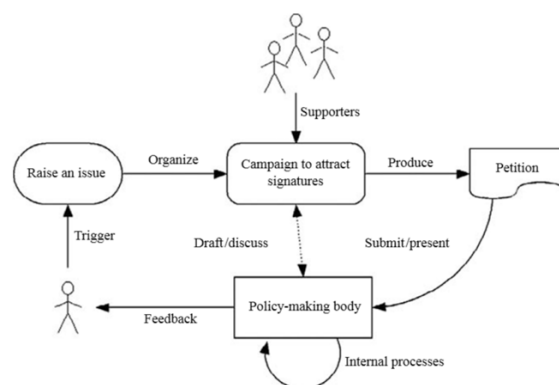 Supporters
Organize
Produce
Raise an issue
Campaign to attract
signatures
Petition
Trigger
Draft/discuss
Submit/present
Policy-making body
Feedback
Internal processes